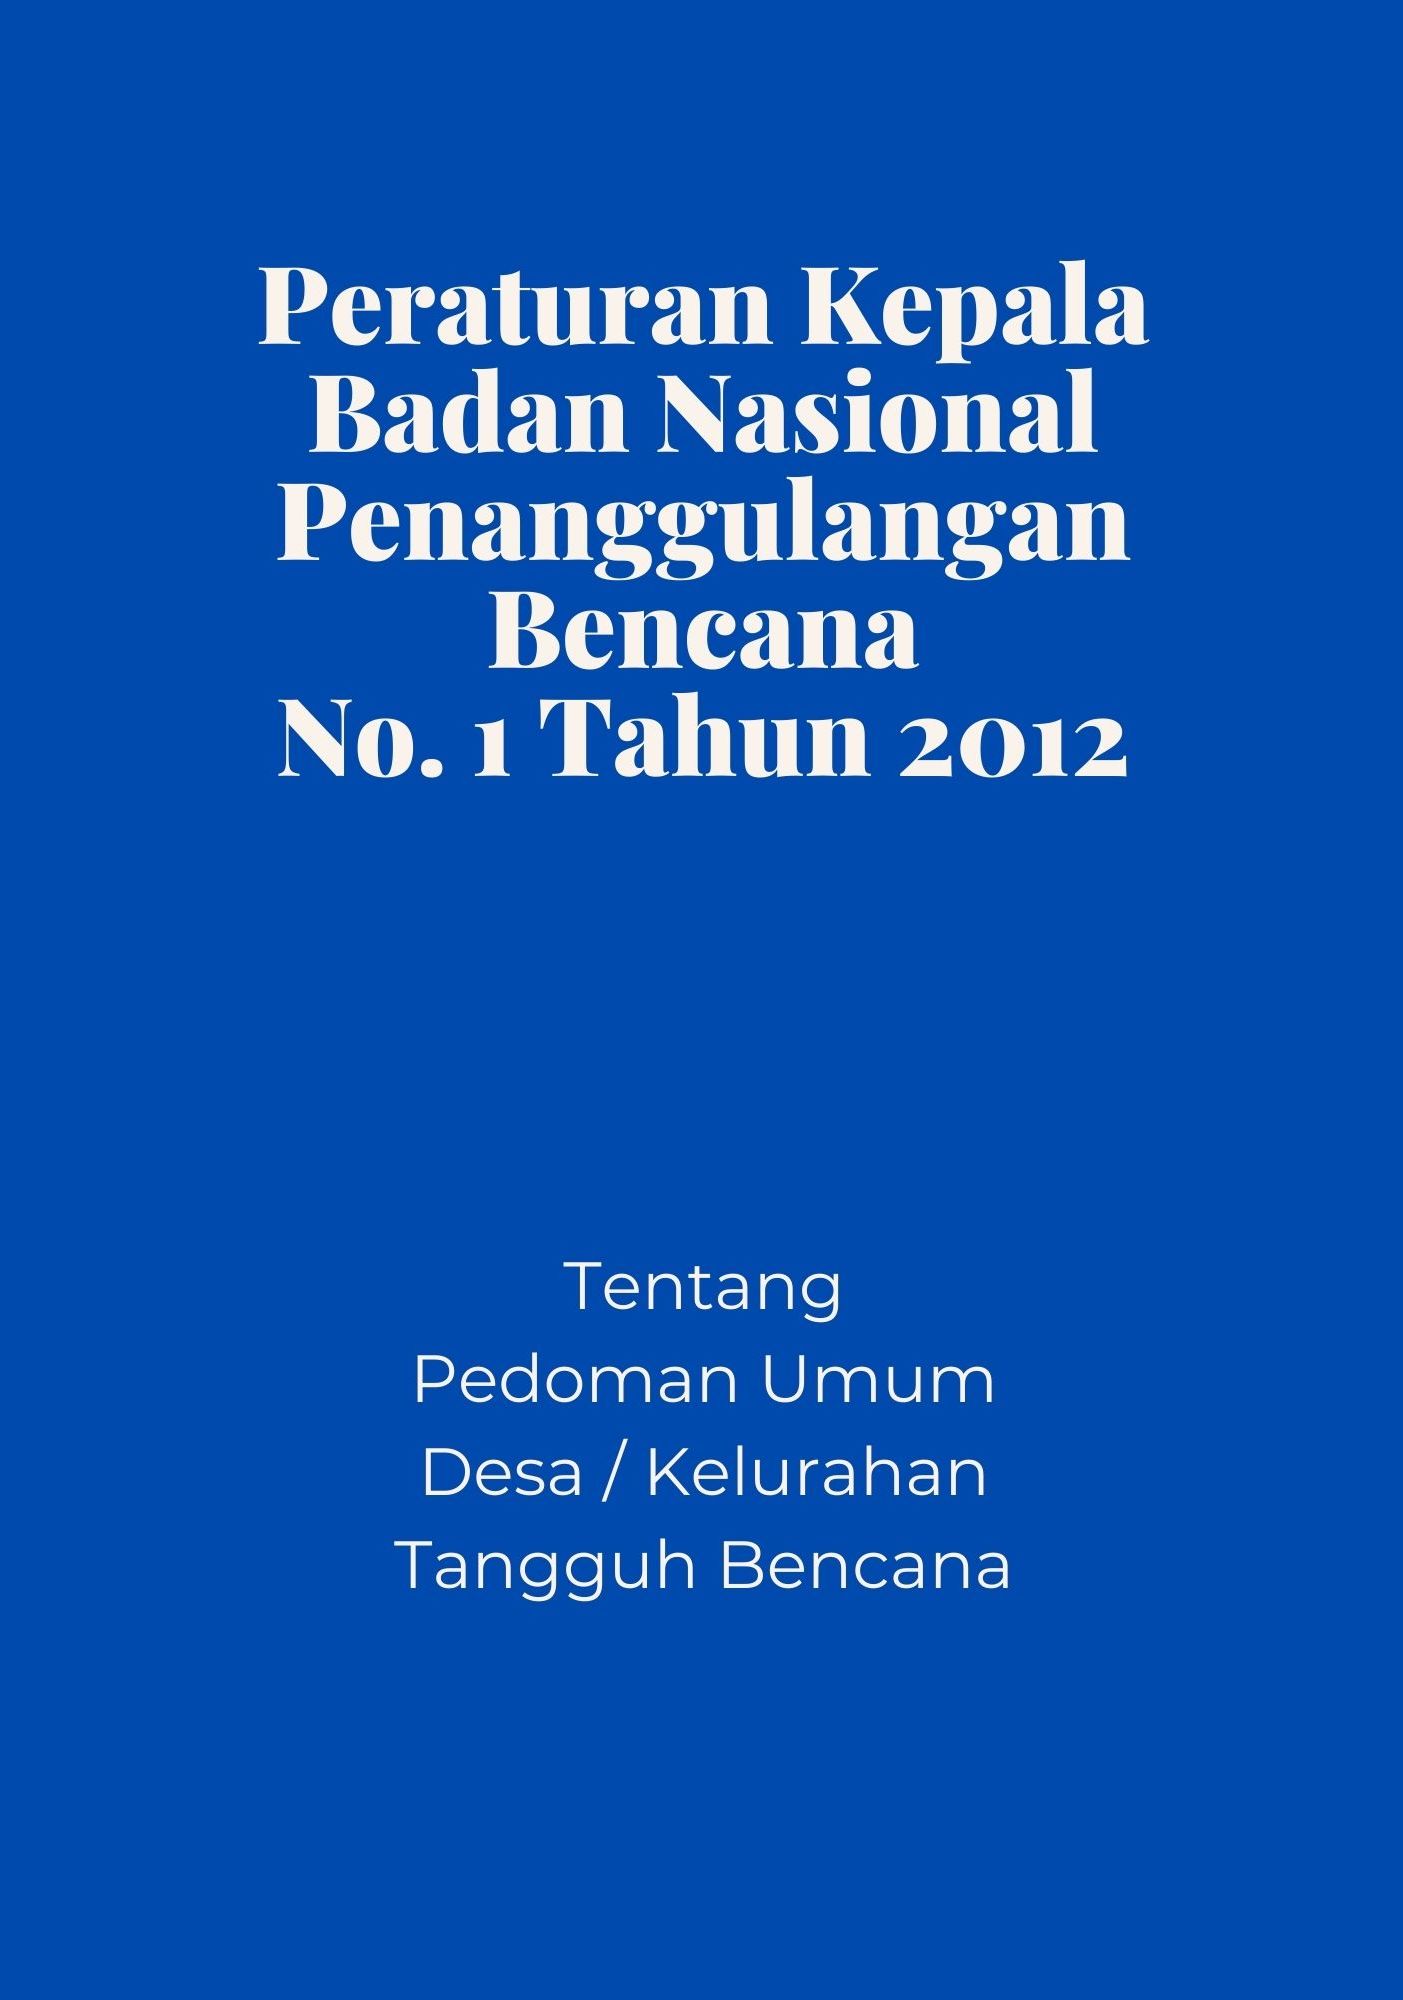 Peraturan Kepala
Badan Nasional
Penanggulangan
Bencana
No. 1 Tahun 2012
Tentang
Pedoman Umum
Desa / Kelurahan
Tangguh Bencana